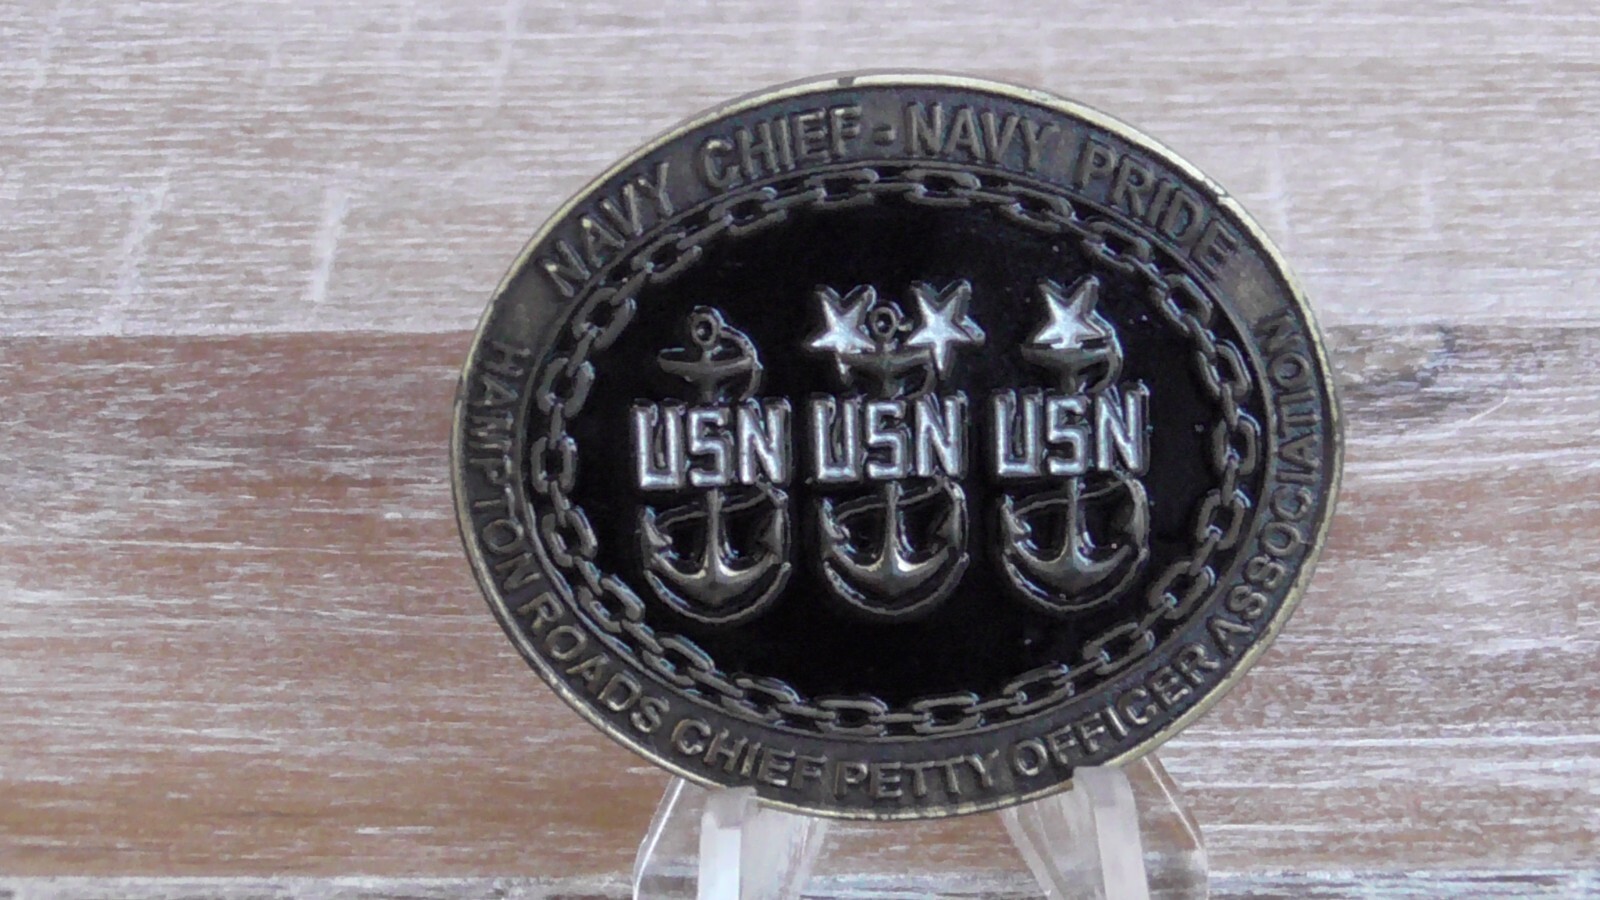 NAVY CHIEF - NAVY PRIDE
USN USN USN
HAMPTON ROADS CHIEF PETTY OFFICER ASSOCIATION